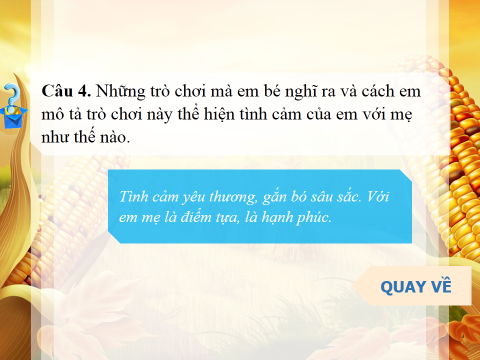 Câu 4. Những trò chơi mà em bé nghĩ ra và cách em
mô tả trò chơi này thể hiện tình cảm của em với mẹ
như thế nào.
Tình cảm yêu thương, gắn bó sâu sắc. Với
em mẹ là điểm tựa, là hạnh phúc.
QUAY VỀ